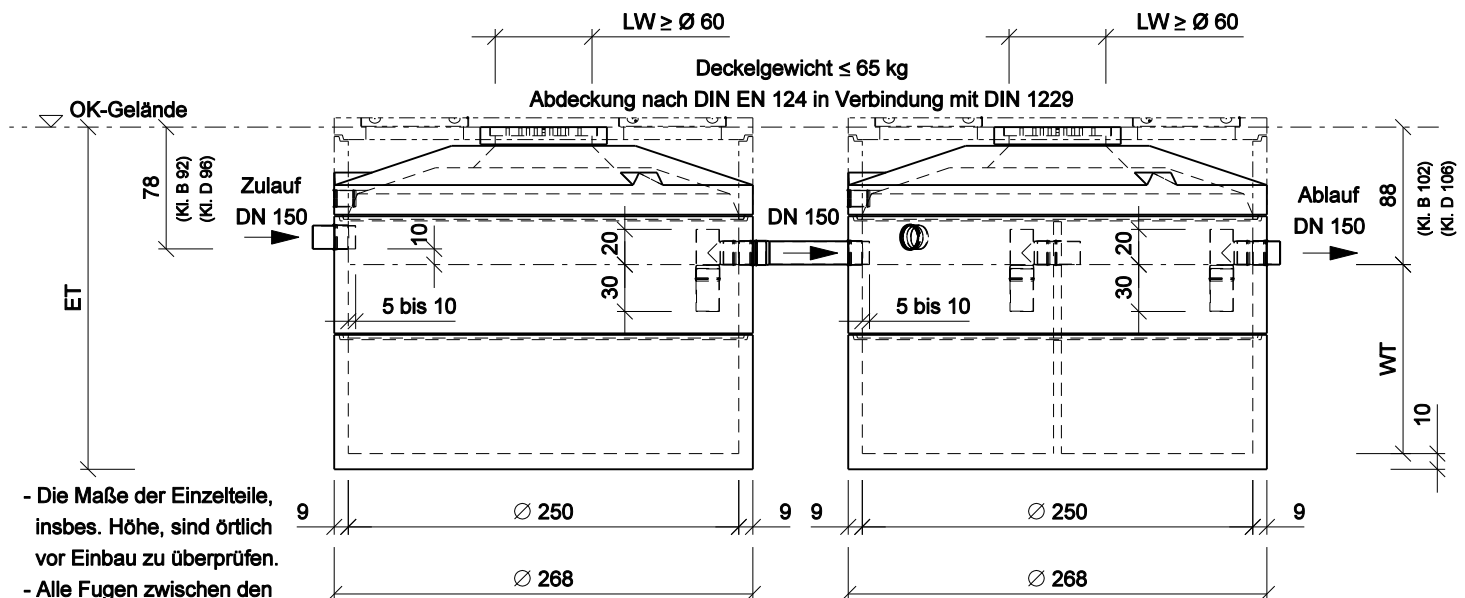 LW ≥ Ø 60
LW ≥ Ø 60
Deckelgewicht ≤ 65 kg
Abdeckung nach DIN EN 124 in Verbindung mit DIN 1229
OK-Gelände
78
(Kl. B 92)
(Kl. D 96)
Zulauf
DN 150
DN 150
Ablauf
DN 150
88
(Kl. B 102)
(Kl. D 106)
10
20
30
20
30
ET
5 bis 10
5 bis 10
WT
10
- Die Maße der Einzelteile,
insbes. Höhe, sind örtlich
vor Einbau zu überprüfen.
- Alle Fugen zwischen den
9
Ø 250
9
9
Ø 250
9
Ø 268
Ø 268